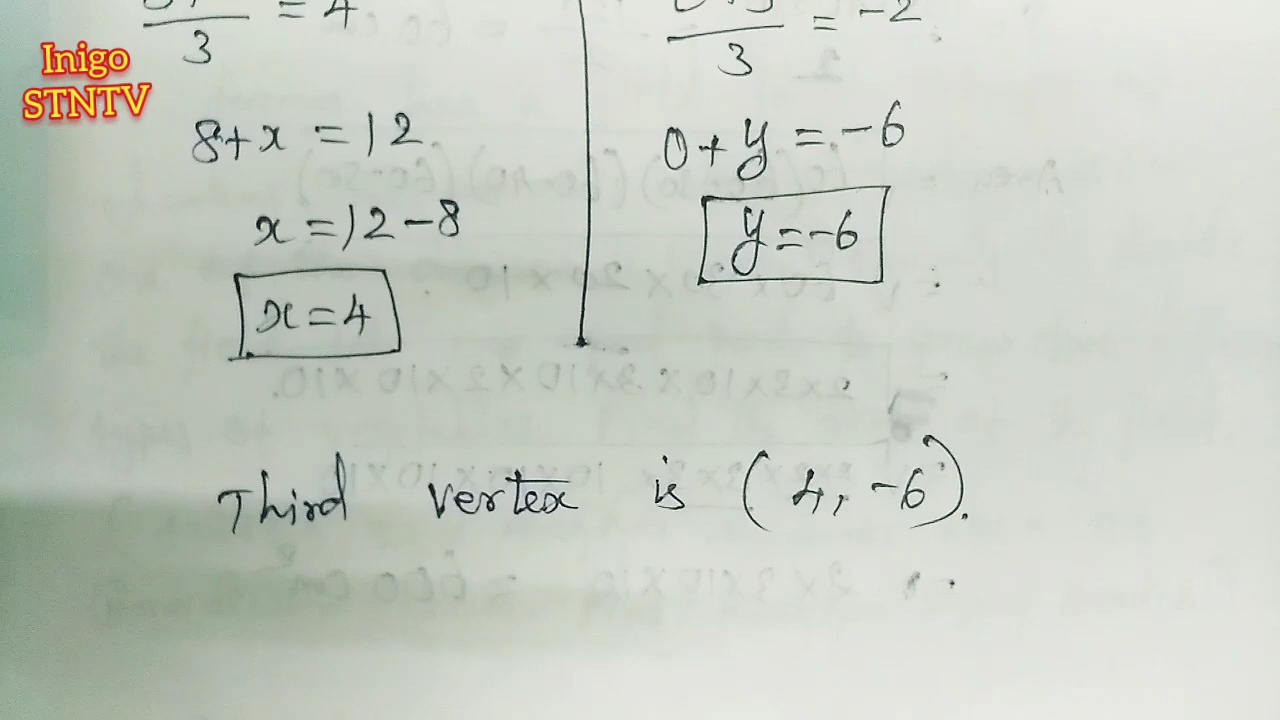 Inigo
STNTV
3 = 4
8+x = 12
x = 12-8
x = 4
3 = -2
0+y = -6
y = -6
Third vertex is (4, -6).